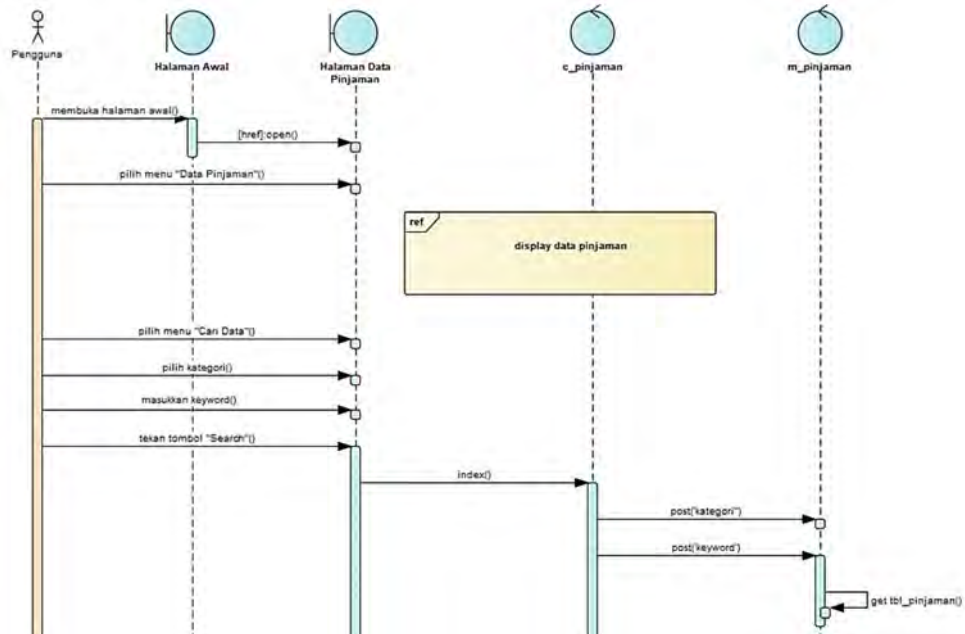 Pengguna
Halaman Awal
Halaman Data
Pinjaman
c_pinjaman
m_pinjaman
membuka halaman awal()
[href]:open()
pilih menu "Data Pinjaman"()
ref
display data pinjaman
pilih menu "Cari Data"()
pilih kategori()
masukkan keyword()
tekan tombol "Search"()
index()
post('kategori")
post('keyword')
get tbl_pinjaman()